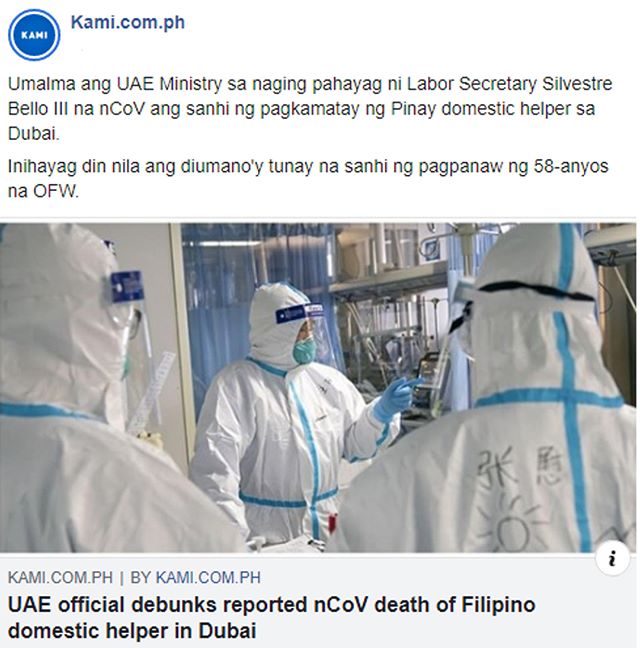 KAMI
Kami.com.ph
Umalma ang UAE Ministry sa naging pahayag ni Labor Secretary Silvestre
Bello III na nCoV ang sanhi ng pagkamatay ng Pinay domestic helper sa
Dubai.
Inihayag din nila ang diumano'y tunay na sanhi ng pagpanaw ng 58-anyos
na OFW.
张 慰
i
KAMI.COM.PH | BY KAMI.COM.PH
UAE official debunks reported nCoV death of Filipino
domestic helper in Dubai